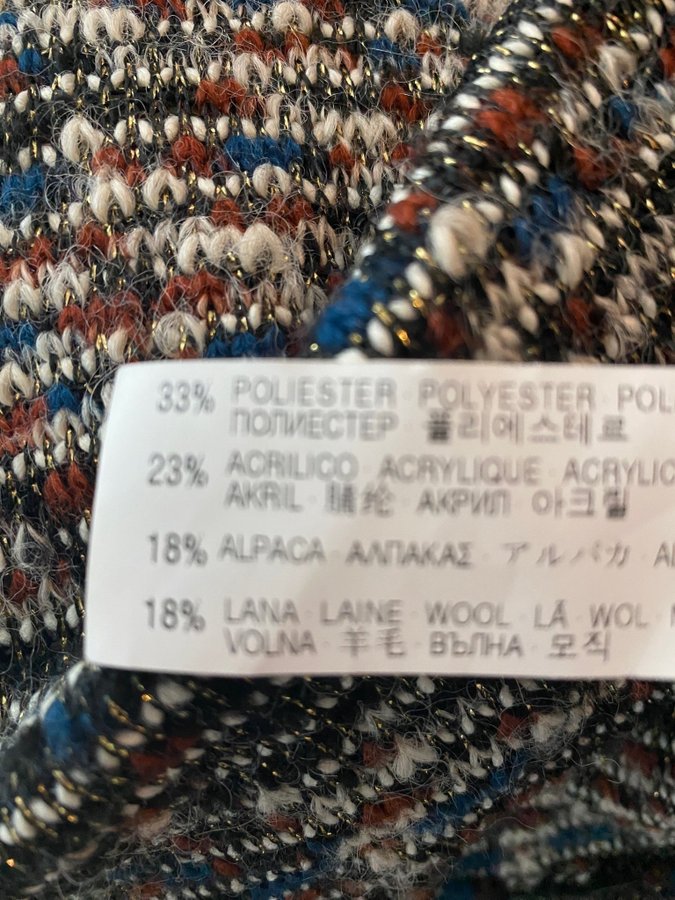 33% POLIESTER · POLYESTER · POL
ПОЛИЕСТЕР · 폴리에스테르
23% ACRILICO · ACRYLIQUE · ACRYLIC
AKRIL · 腈纶 · АКРИЛ · 아크릴
18% ALPACA · ΑΛΠΑΚΑΣ · アルパカ · AL
18% LANA · LAINE · WOOL · LÃ · WOL ·
VOLNA · 羊毛 · ВЪЛНА · 모직